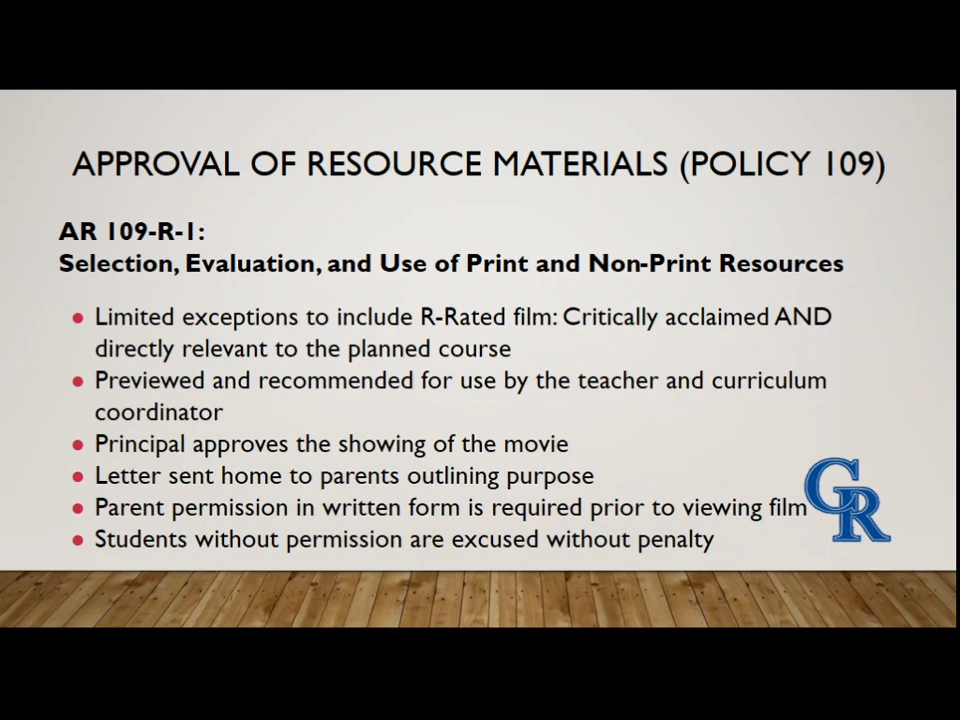 APPROVAL OF RESOURCE MATERIALS (POLICY 109)
AR 109-R-1:
Selection, Evaluation, and Use of Print and Non-Print Resources
• Limited exceptions to include R-Rated film: Critically acclaimed AND
directly relevant to the planned course
• Previewed and recommended for use by the teacher and curriculum
coordinator
• Principal approves the showing of the movie
• Letter sent home to parents outlining purpose
• Parent permission in written form is required prior to viewing film
• Students without permission are excused without penalty
GR